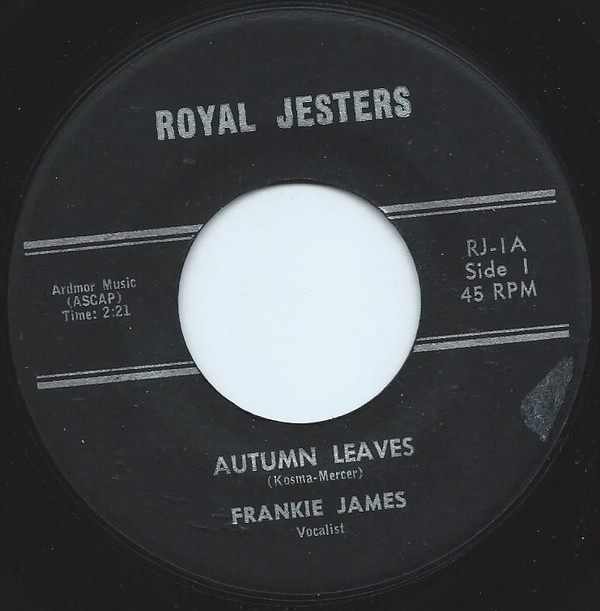 ROYAL JESTERS
Ardmor Music
(ASCAP)
Time: 2:21
RJ-1A
Side 1
45 RPM
AUTUMN LEAVES
(Kosma-Mercer)
FRANKIE JAMES
Vocalist